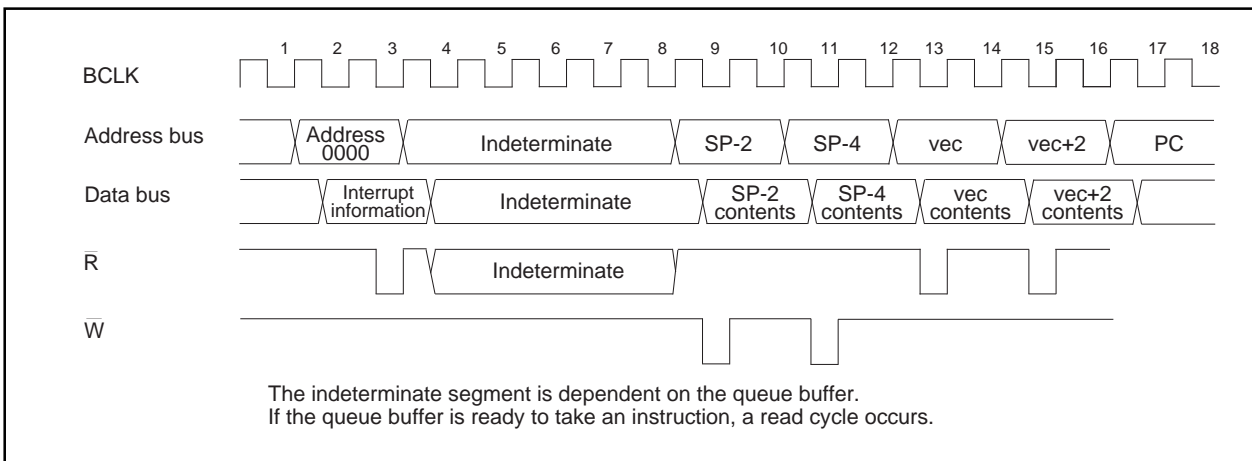 1 2 3 4 5 6 7 8 9 10 11 12 13 14 15 16 17 18
BCLK
Address bus
Address
0000
Indeterminate
SP-2
SP-4
vec
vec+2
PC
Data bus
Interrupt
information
Indeterminate
SP-2
contents
SP-4
contents
vec
contents
vec+2
contents
R
Indeterminate
W
The indeterminate segment is dependent on the queue buffer.
If the queue buffer is ready to take an instruction, a read cycle occurs.